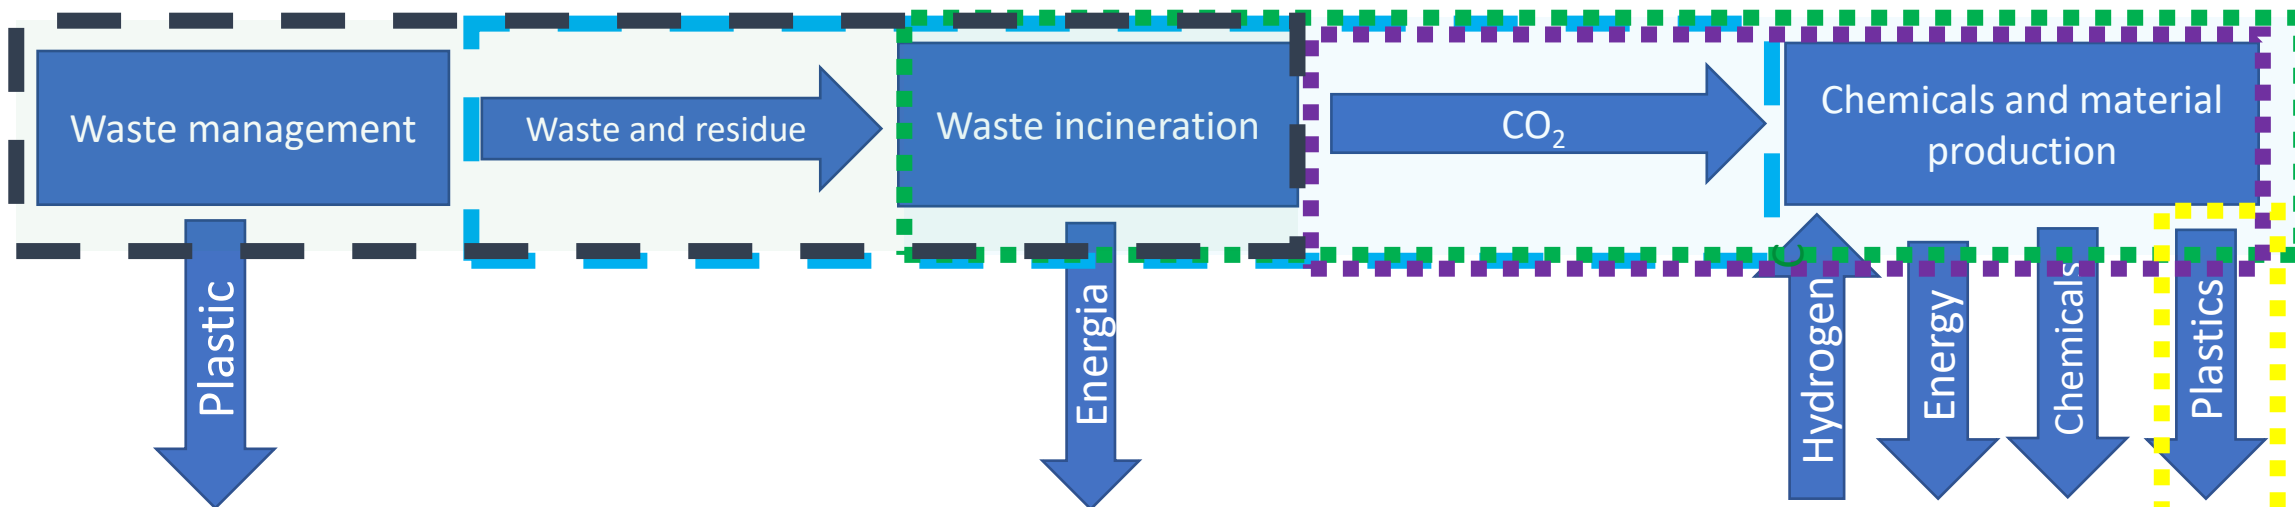 Waste management
Waste and residue
Waste incineration
CO₂
Chemicals and material
production
Plastic
Energia
Hydrogen
Energy
Chemicals
Plastics